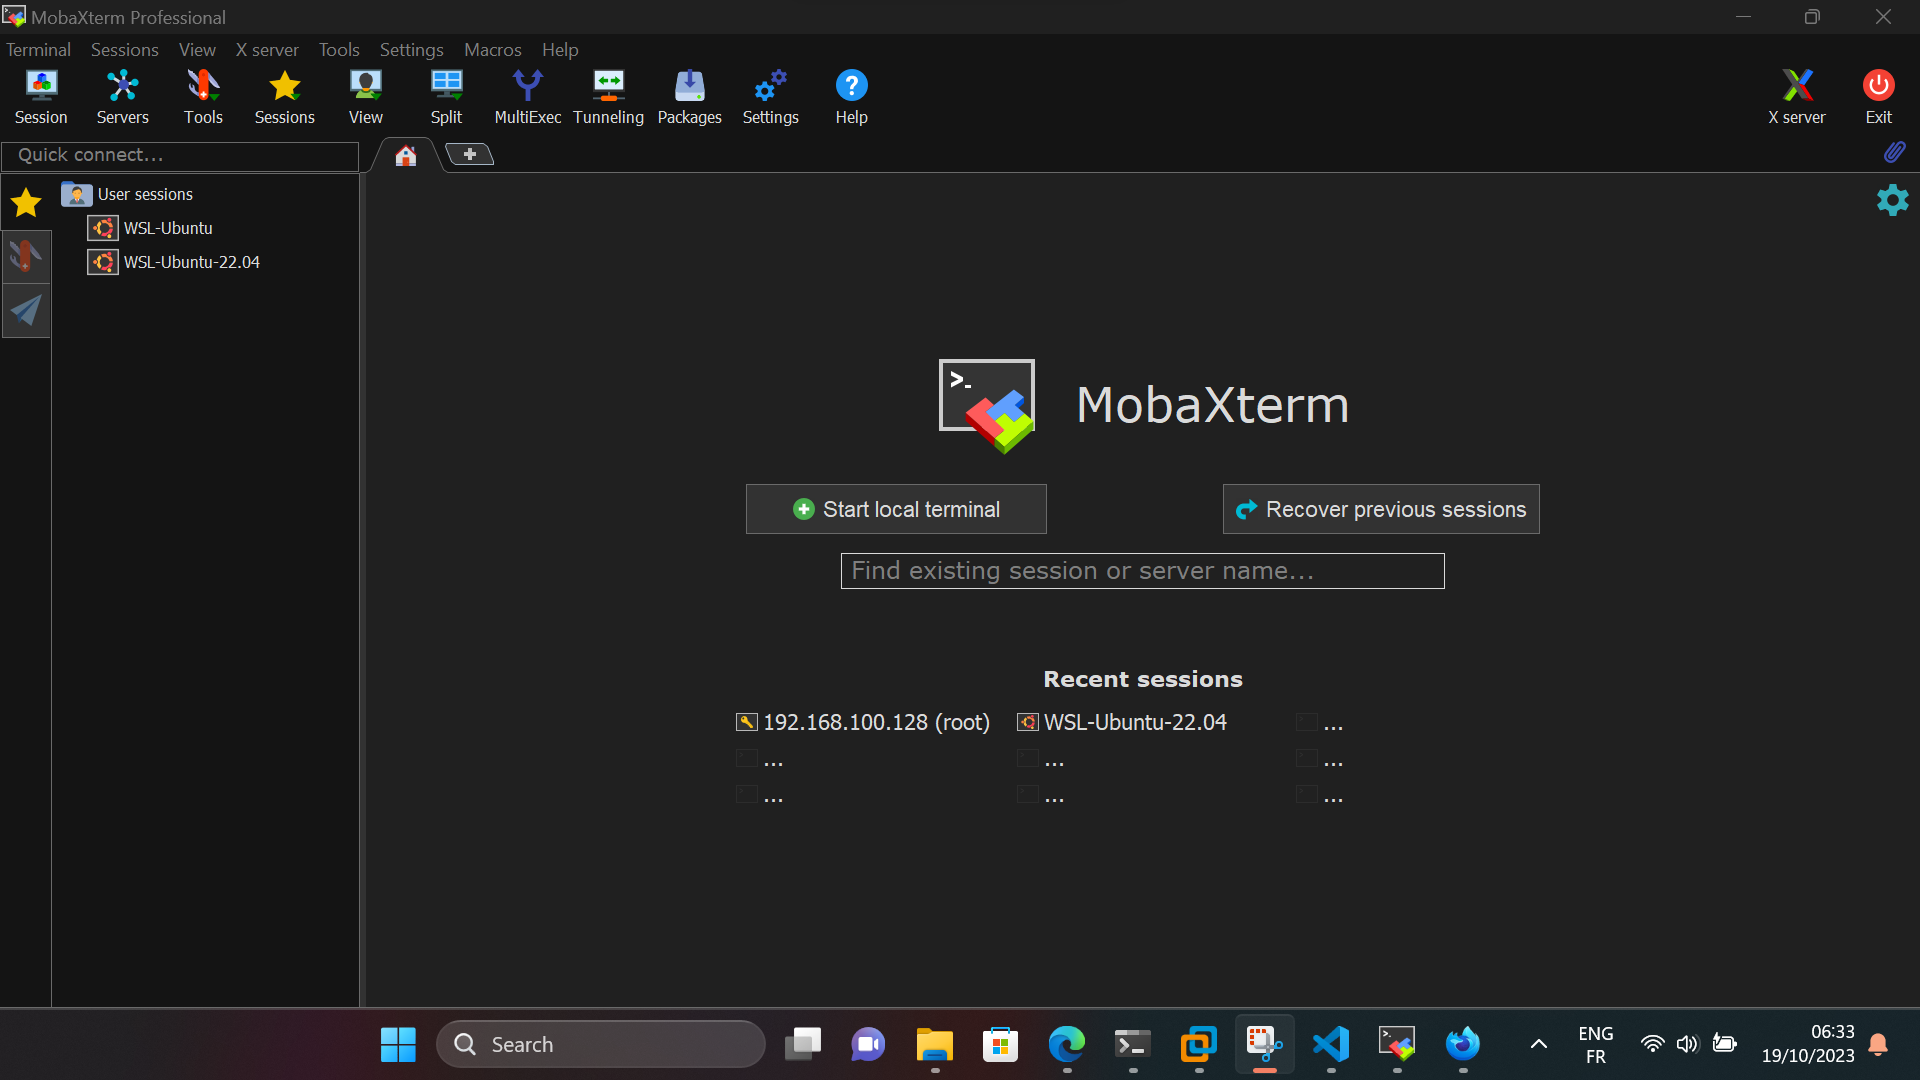 MobaXterm Professional
Terminal Sessions View X server Tools Settings Macros Help
Session Servers Tools Sessions View Split MultiExec Tunneling Packages Settings Help X server Exit
Quick connect...
User sessions
WSL-Ubuntu
WSL-Ubuntu-22.04
>_
MobaXterm
Start local terminal
Recover previous sessions
Find existing session or server name...
Recent sessions
192.168.100.128 (root) WSL-Ubuntu-22.04 ...
... ... ...
... ... ...
Search
ENG
FR
06:33
19/10/2023